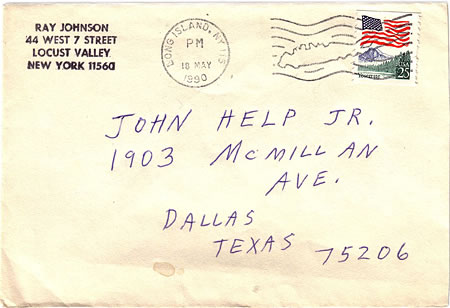 RAY JOHNSON
44 WEST 7 STREET
LOCUST VALLEY
NEW YORK 11560
LONG ISLAND, NY 115
PM
18 MAY
1990
25
USA
JOHN HELP JR.
1903 McMILLAN
AVE.
DALLAS
TEXAS 75206